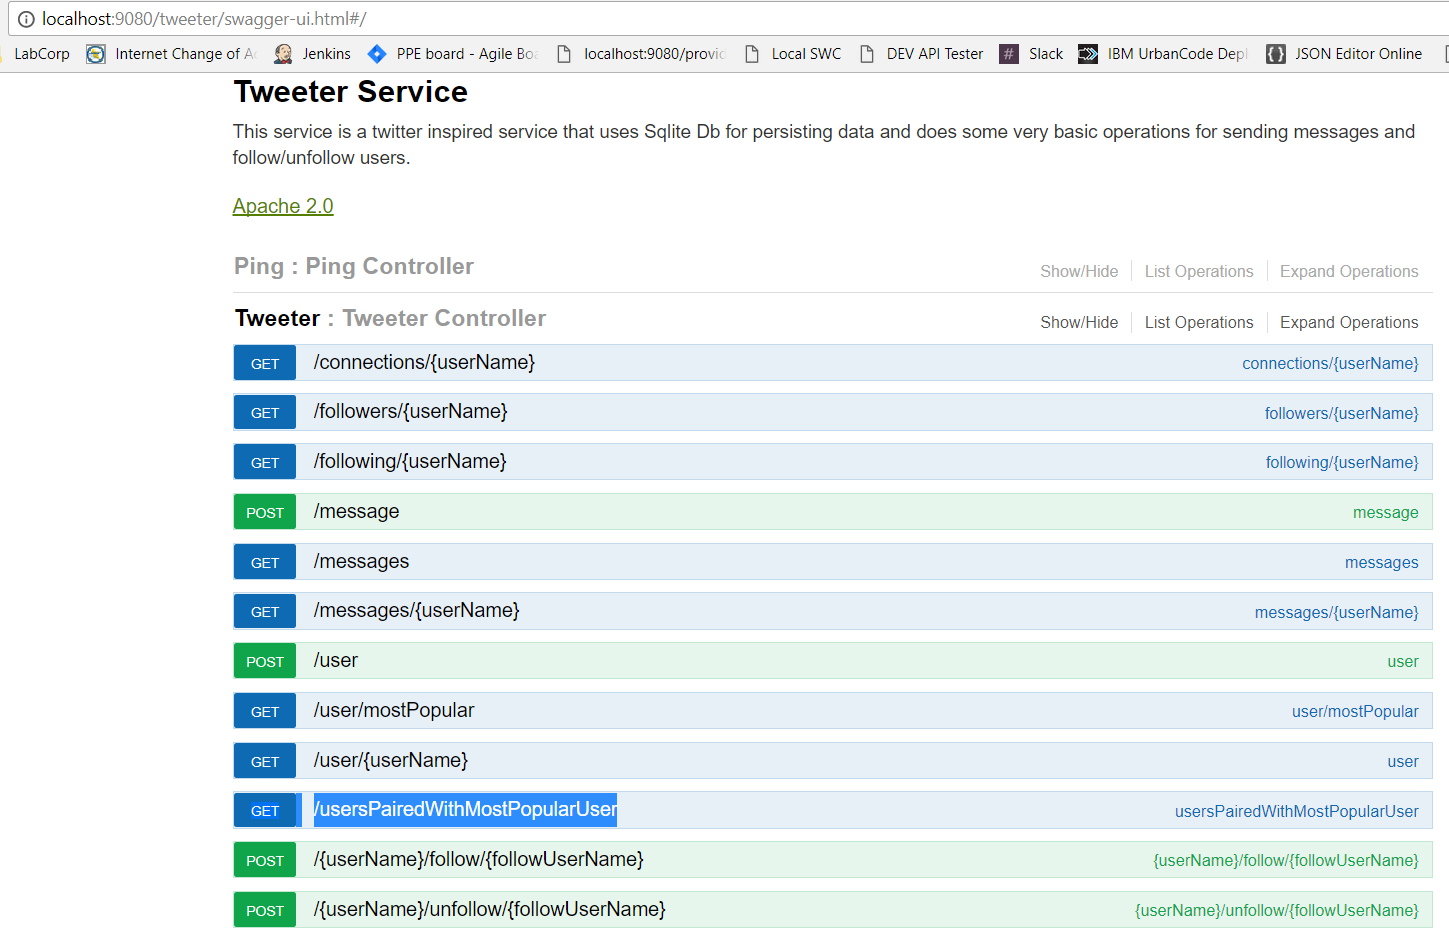 localhost:9080/tweeter/swagger-ui.html#/
LabCorp Internet Change of Ac Jenkins PPE board - Agile Boa localhost:9080/provid Local SWC DEV API Tester # Slack IBM UrbanCode Depl {} JSON Editor Online
Tweeter Service
This service is a twitter inspired service that uses Sqlite Db for persisting data and does some very basic operations for sending messages and
follow/unfollow users.
Apache 2.0
Ping : Ping Controller Show/Hide List Operations Expand Operations
Tweeter : Tweeter Controller Show/Hide List Operations Expand Operations
GET /connections/{userName} connections/{userName}
GET /followers/{userName} followers/{userName}
GET /following/{userName} following/{userName}
POST /message message
GET /messages messages
GET /messages/{userName} messages/{userName}
POST /user user
GET /user/mostPopular user/mostPopular
GET /user/{userName} user
GET /usersPairedWithMostPopularUser usersPairedWithMostPopularUser
POST /{userName}/follow/{followUserName} {userName}/follow/{followUserName}
POST /{userName}/unfollow/{followUserName} {userName}/unfollow/{followUserName}